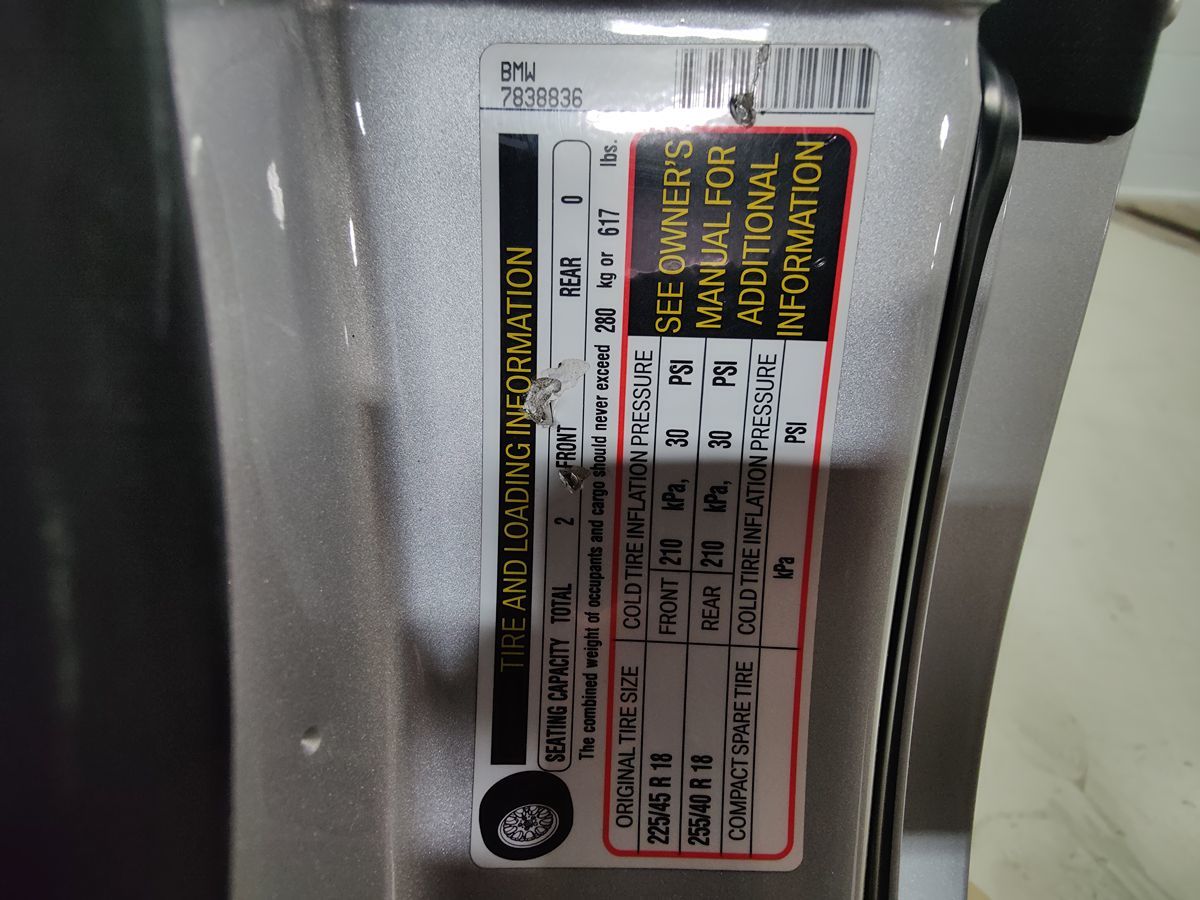 BMW
7838836
TIRE AND LOADING INFORMATION
SEATING CAPACITY TOTAL 2 FRONT REAR 0
The combined weight of occupants and cargo should never exceed 280 kg or 617 lbs.
ORIGINAL TIRE SIZE COLD TIRE INFLATION PRESSURE
225/45 R 18 FRONT 210 kPa, 30 PSI
255/40 R 18 REAR 210 kPa, 30 PSI
COMPACT SPARE TIRE COLD TIRE INFLATION PRESSURE
kPa PSI
SEE OWNER'S
MANUAL FOR
ADDITIONAL
INFORMATION